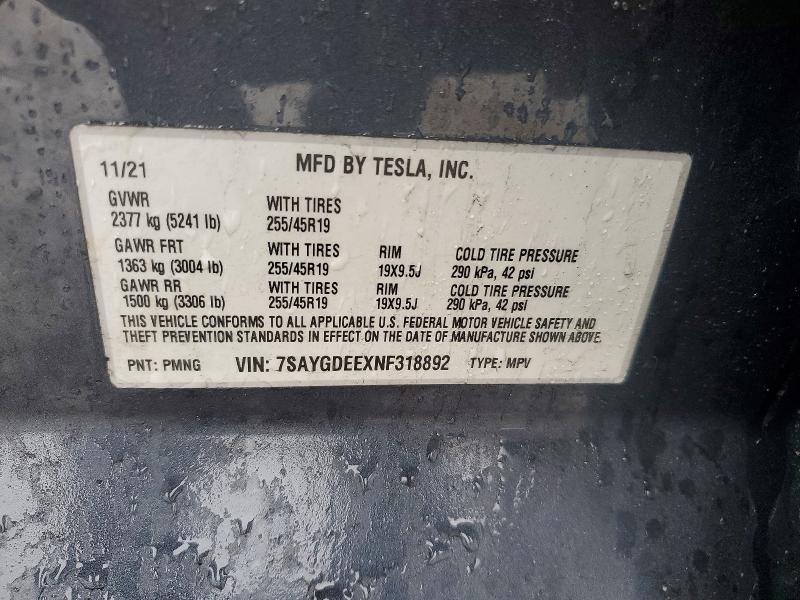 11/21 MFD BY TESLA, INC.
GVWR WITH TIRES
2377 kg (5241 lb) 255/45R19
GAWR FRT WITH TIRES RIM COLD TIRE PRESSURE
1363 kg (3004 lb) 255/45R19 19X9.5J 290 kPa, 42 psi
GAWR RR WITH TIRES RIM COLD TIRE PRESSURE
1500 kg (3306 lb) 255/45R19 19X9.5J 290 kPa, 42 psi
THIS VEHICLE CONFORMS TO ALL APPLICABLE U.S. FEDERAL MOTOR VEHICLE SAFETY AND
THEFT PREVENTION STANDARDS IN EFFECT ON THE DATE OF MANUFACTURE SHOWN ABOVE.
PNT: PMNG VIN: 7SAYGDEEXNF318892 TYPE: MPV